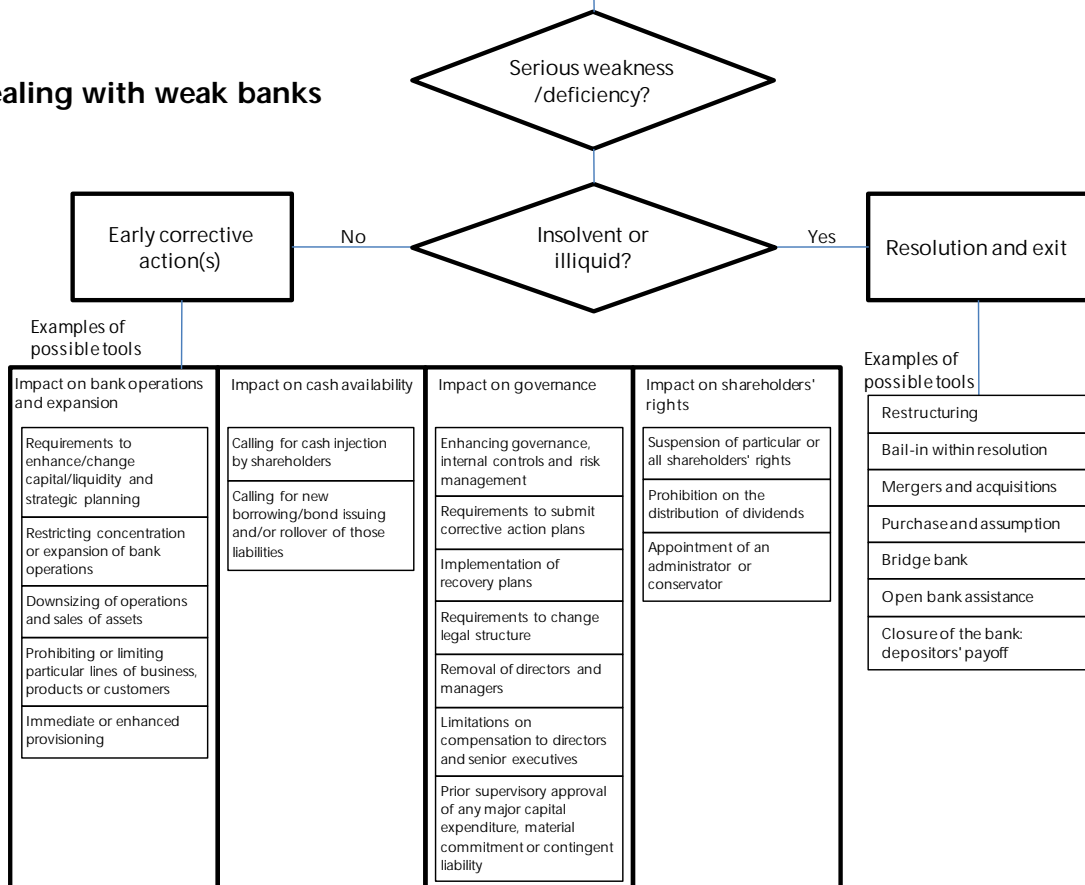 ealing with weak banks
Serious weakness
/deficiency?
Early corrective
action(s)
No
Insolvent or
illiquid?
Yes
Resolution and exit
Examples of
possible tools
Impact on bank operations
and expansion
Requirements to
enhance/change
capital/liquidity and
strategic planning
Restricting concentration
or expansion of bank
operations
Downsizing of operations
and sales of assets
Prohibiting or limiting
particular lines of business,
products or customers
Immediate or enhanced
provisioning
Impact on cash availability
Calling for cash injection
by shareholders
Calling for new
borrowing/bond issuing
and/or rollover of those
liabilities
Impact on governance
Enhancing governance,
internal controls and risk
management
Requirements to submit
corrective action plans
Implementation of
recovery plans
Requirements to change
legal structure
Removal of directors and
managers
Limitations on
compensation to directors
and senior executives
Prior supervisory approval
of any major capital
expenditure, material
commitment or contingent
liability
Impact on shareholders'
rights
Suspension of particular or
all shareholders' rights
Prohibition on the
distribution of dividends
Appointment of an
administrator or
conservator
Examples of
possible tools
Restructuring
Bail-in within resolution
Mergers and acquisitions
Purchase and assumption
Bridge bank
Open bank assistance
Closure of the bank:
depositors' payoff